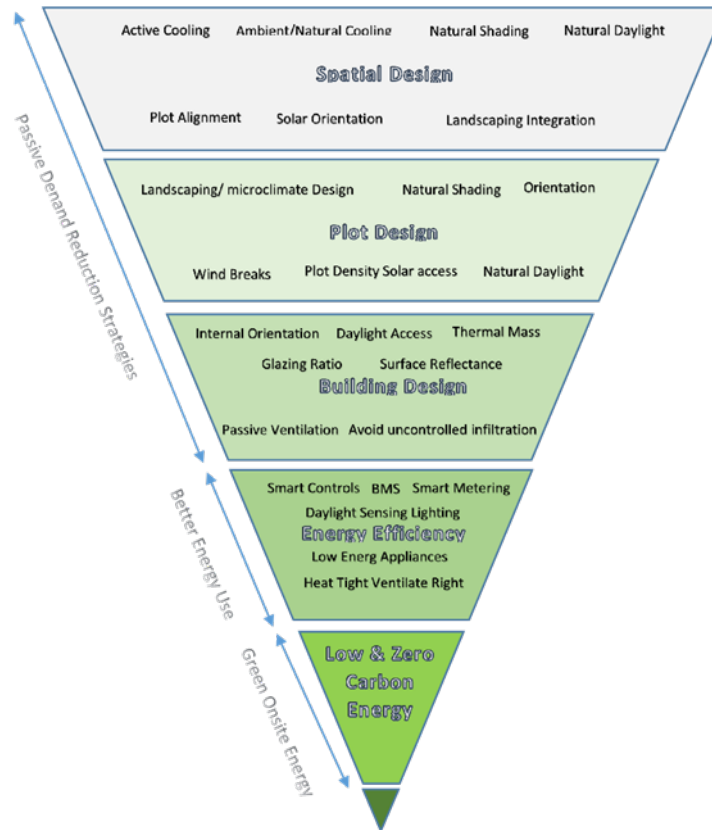 Active Cooling Ambient/Natural Cooling Natural Shading Natural Daylight
Spatial Design
Plot Alignment Solar Orientation Landscaping Integration
Landscaping/ microclimate Design Natural Shading Orientation
Plot Design
Wind Breaks Plot Density Solar access Natural Daylight
Internal Orientation Daylight Access Thermal Mass
Glazing Ratio Surface Reflectance
Building Design
Passive Ventilation Avoid uncontrolled infiltration
Smart Controls BMS Smart Metering
Daylight Sensing Lighting
Energy Efficiency
Low Energ Appliances
Heat Tight Ventilate Right
Low & Zero
Carbon
Energy
Passive Demand Reduction Strategies
Better Energy Use
Green Onsite Energy